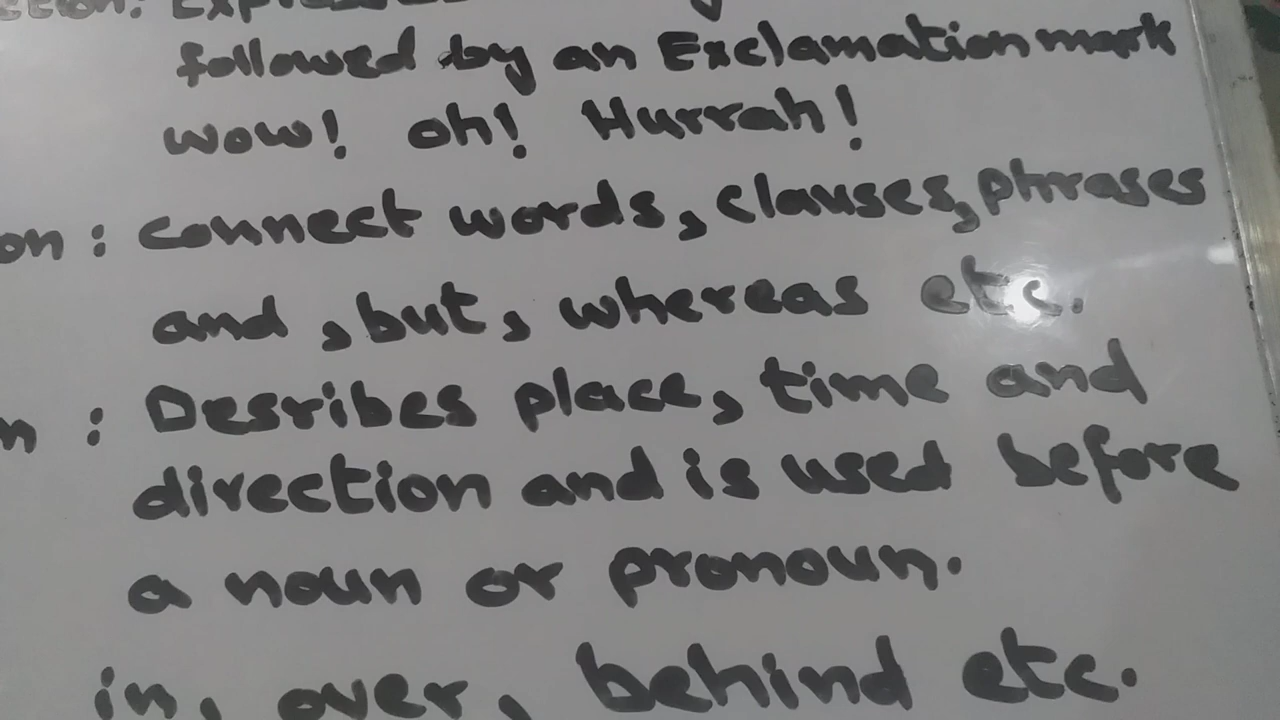 followed by an Exclamation mark
wow! oh! Hurrah!
on: connect words, clauses, phrases
and, but, whereas etc.
n: Desribes place, time and
direction and is used before
a noun or pronoun.
in, over, behind etc.